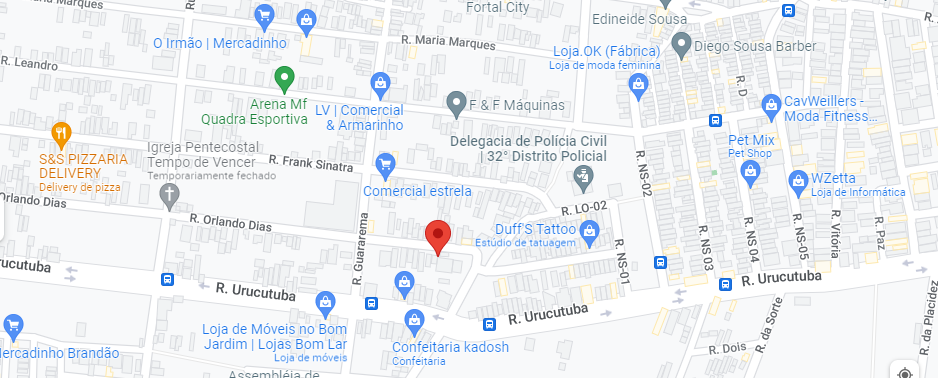 Marques
Fortal City
Edineide Sousa
O Irmão | Mercadinho
R. Maria Marques
Loja.OK (Fábrica)
Loja de moda feminina
Diego Sousa Barber
R. Leandro
Arena Mf
Quadra Esportiva
LV | Comercial
& Armarinho
F & F Máquinas
R. D
CavWeillers -
Moda Fitness...
S&S PIZZARIA
DELIVERY
Delivery de pizza
Igreja Pentecostal
Tempo de Vencer
Temporariamente fechado
R. Frank Sinatra
Delegacia de Polícia Civil
| 32° Distrito Policial
R. NS-02
Pet Mix
Pet Shop
Comercial estrela
WZetta
Loja de Informática
Orlando Dias
R. Orlando Dias
R. Guararema
R. LO-02
Duff'S Tattoo
Estúdio de tatuagem
R. NS-01
R. NS 03
R. NS 04
R. NS-05
R. Vitória
R. Paz
rucutuba
R. Urucutuba
R. Urucutuba
R. Urucutuba
Loja de Móveis no Bom
Jardim | Lojas Bom Lar
Loja de móveis
Confeitaria kadosh
Confeitaria
Mercadinho Brandão
Assembléia de
R. Dois
R. da Sorte
R. da Placidez